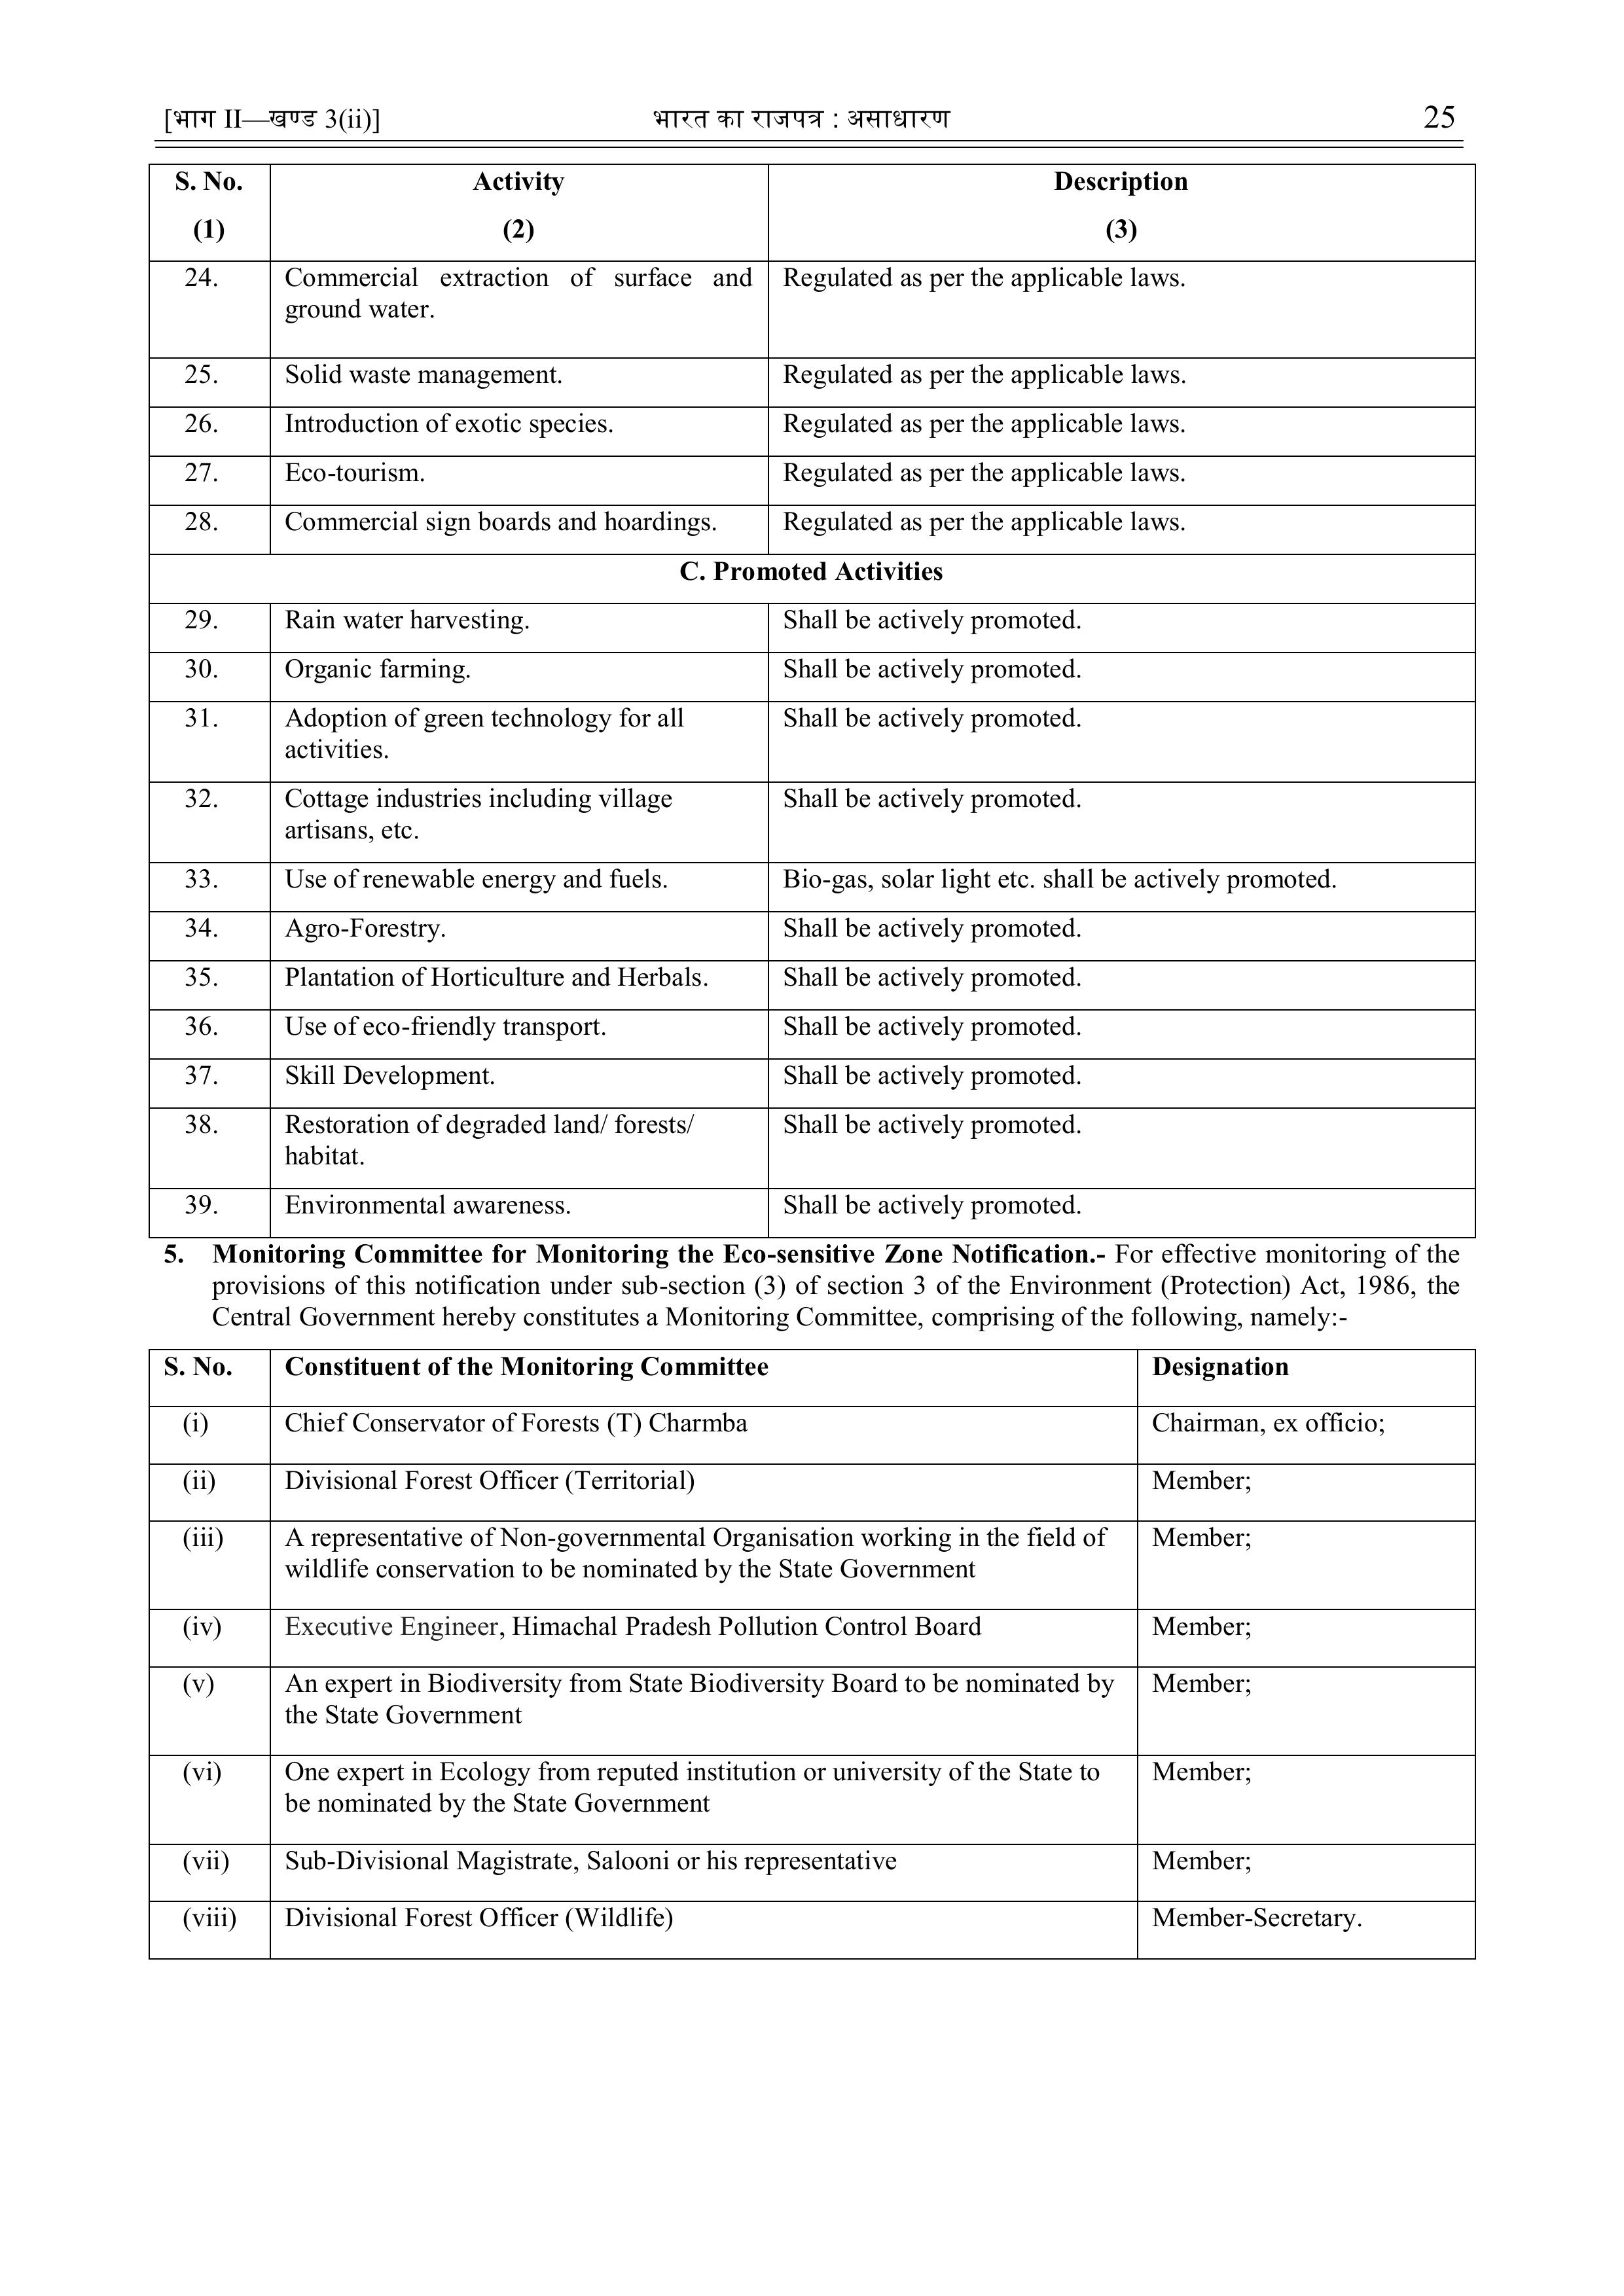 [भाग II—खण्ड 3(ii)] भारत का राजपत्र : असाधारण 25
S. No. Activity Description
(1) (2) (3)
24. Commercial extraction of surface and Regulated as per the applicable laws.
ground water.
25. Solid waste management. Regulated as per the applicable laws.
26. Introduction of exotic species. Regulated as per the applicable laws.
27. Eco-tourism. Regulated as per the applicable laws.
28. Commercial sign boards and hoardings. Regulated as per the applicable laws.
C. Promoted Activities
29. Rain water harvesting. Shall be actively promoted.
30. Organic farming. Shall be actively promoted.
31. Adoption of green technology for all Shall be actively promoted.
activities.
32. Cottage industries including village Shall be actively promoted.
artisans, etc.
33. Use of renewable energy and fuels. Bio-gas, solar light etc. shall be actively promoted.
34. Agro-Forestry. Shall be actively promoted.
35. Plantation of Horticulture and Herbals. Shall be actively promoted.
36. Use of eco-friendly transport. Shall be actively promoted.
37. Skill Development. Shall be actively promoted.
38. Restoration of degraded land/ forests/ Shall be actively promoted.
habitat.
39. Environmental awareness. Shall be actively promoted.
5. Monitoring Committee for Monitoring the Eco-sensitive Zone Notification.- For effective monitoring of the
provisions of this notification under sub-section (3) of section 3 of the Environment (Protection) Act, 1986, the
Central Government hereby constitutes a Monitoring Committee, comprising of the following, namely:-
S. No. Constituent of the Monitoring Committee Designation
(i) Chief Conservator of Forests (T) Charmba Chairman, ex officio;
(ii) Divisional Forest Officer (Territorial) Member;
(iii) A representative of Non-governmental Organisation working in the field of Member;
wildlife conservation to be nominated by the State Government
(iv) Executive Engineer, Himachal Pradesh Pollution Control Board Member;
(v) An expert in Biodiversity from State Biodiversity Board to be nominated by Member;
the State Government
(vi) One expert in Ecology from reputed institution or university of the State to Member;
be nominated by the State Government
(vii) Sub-Divisional Magistrate, Salooni or his representative Member;
(viii) Divisional Forest Officer (Wildlife) Member-Secretary.